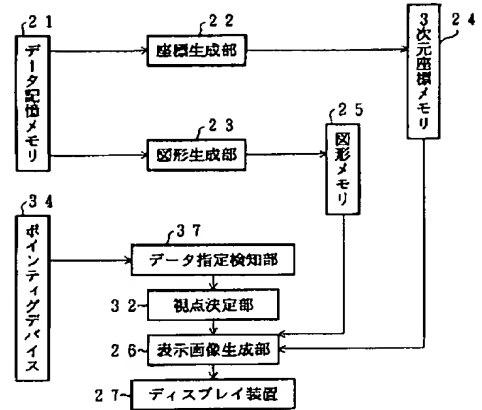 21
データ記憶メモリ
22
座標生成部
3次元座標メモリ
24
23
図形生成部
25
図形メモリ
34
ポインティングデバイス
37
データ指定検知部
32
視点決定部
26
表示画像生成部
27
ディスプレイ装置